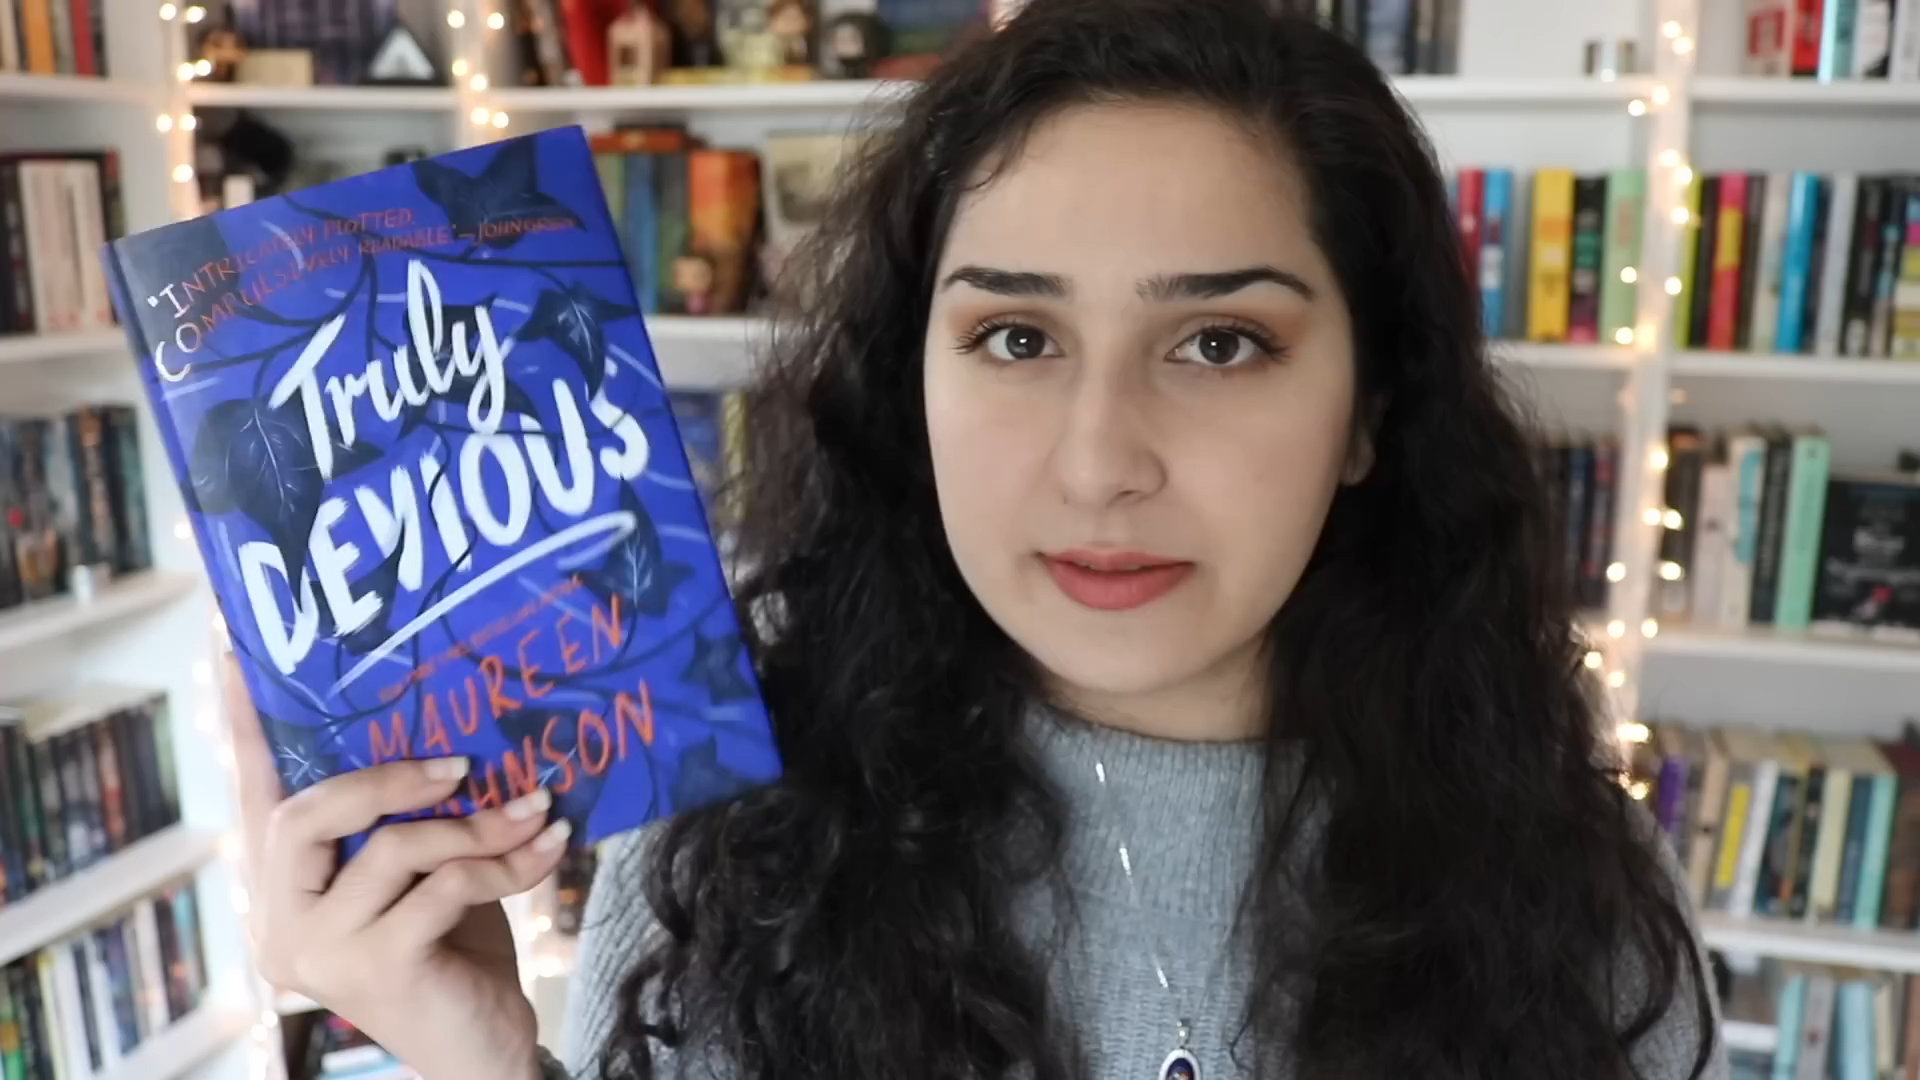 "INTRICATELY PLOTTED.
COMPULSIVELY READABLE."—JOHN GREEN
Truly
DEVIOUS
MAUREEN
JOHNSON